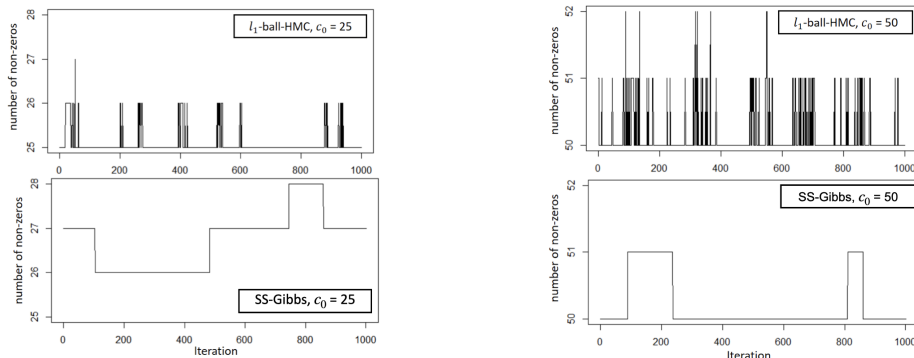 number of non-zeros
28
27
26
25
l₁-ball-HMC, c₀ = 25
0 200 400 600 800 1000
number of non-zeros
28
27
26
25
SS-Gibbs, c₀ = 25
0 200 400 600 800 1000
Iteration
number of non-zeros
52
51
50
l₁-ball-HMC, c₀ = 50
0 200 400 600 800 1000
number of non-zeros
52
51
50
SS-Gibbs, c₀ = 50
0 200 400 600 800 1000
Iteration